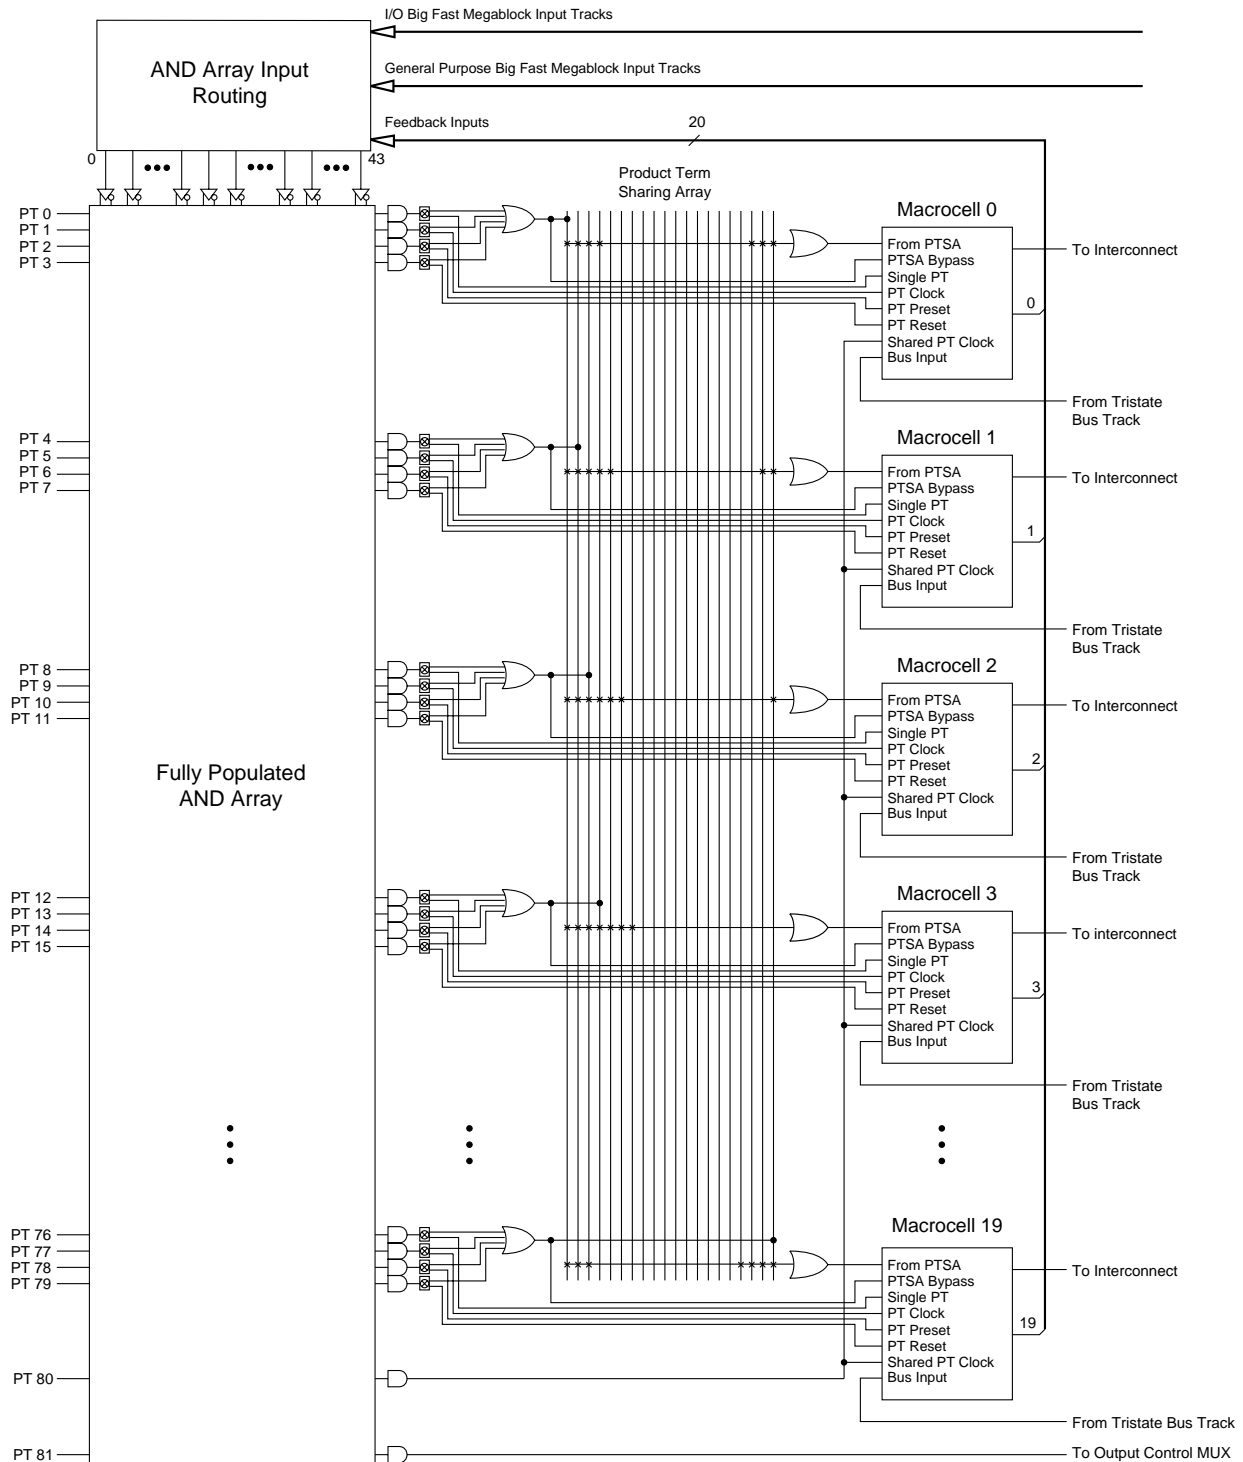 I/O Big Fast Megablock Input Tracks
AND Array Input
Routing
General Purpose Big Fast Megablock Input Tracks
Feedback Inputs
20
0
43
Product Term
Sharing Array
PT 0
PT 1
PT 2
PT 3
Macrocell 0
From PTSA
PTSA Bypass
Single PT
PT Clock
PT Preset
PT Reset
Shared PT Clock
Bus Input
To Interconnect
0
From Tristate
Bus Track
PT 4
PT 5
PT 6
PT 7
Macrocell 1
From PTSA
PTSA Bypass
Single PT
PT Clock
PT Preset
PT Reset
Shared PT Clock
Bus Input
To Interconnect
1
From Tristate
Bus Track
PT 8
PT 9
PT 10
PT 11
Macrocell 2
From PTSA
PTSA Bypass
Single PT
PT Clock
PT Preset
PT Reset
Shared PT Clock
Bus Input
To Interconnect
2
From Tristate
Bus Track
Fully Populated
AND Array
PT 12
PT 13
PT 14
PT 15
Macrocell 3
From PTSA
PTSA Bypass
Single PT
PT Clock
PT Preset
PT Reset
Shared PT Clock
Bus Input
To interconnect
3
From Tristate
Bus Track
PT 76
PT 77
PT 78
PT 79
Macrocell 19
From PTSA
PTSA Bypass
Single PT
PT Clock
PT Preset
PT Reset
Shared PT Clock
Bus Input
To Interconnect
19
PT 80
From Tristate Bus Track
PT 81
To Output Control MUX